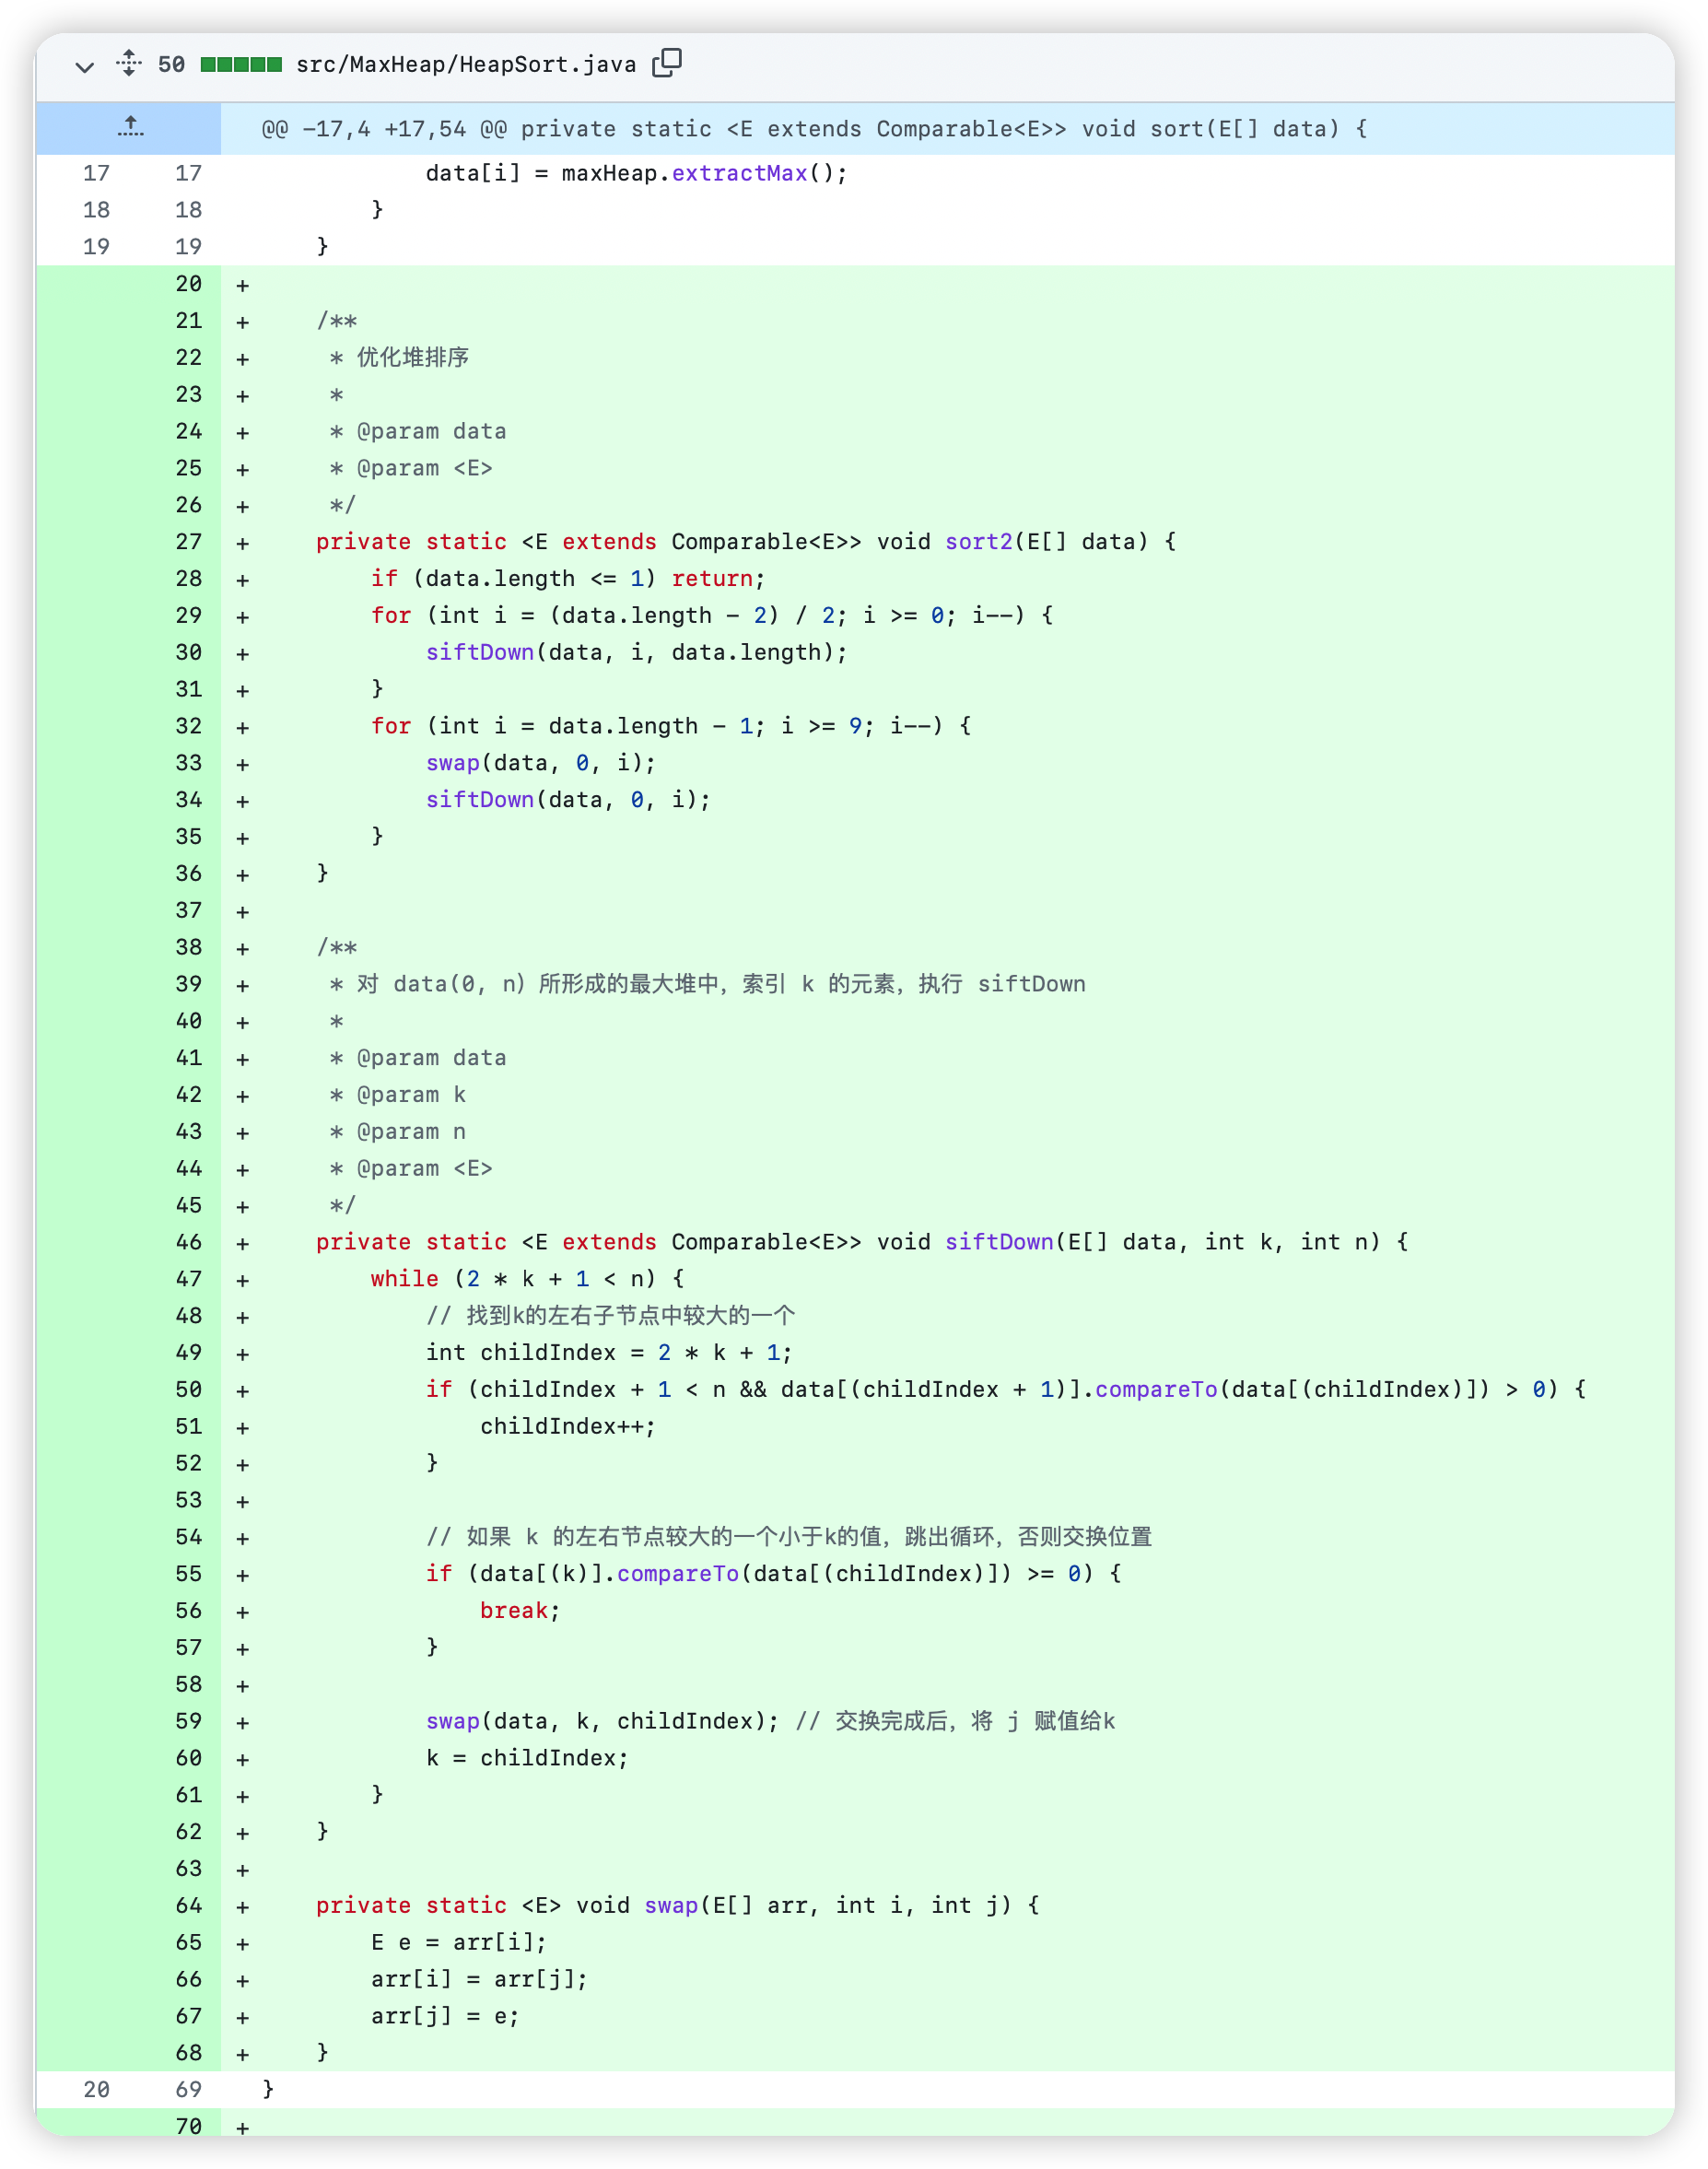 50 src/MaxHeap/HeapSort.java
@@ -17,4 +17,54 @@ private static <E extends Comparable<E>> void sort(E[] data) {
17 17 data[i] = maxHeap.extractMax();
18 18 }
19 19 }
20 +
21 + /**
22 + * 优化堆排序
23 + *
24 + * @param data
25 + * @param <E>
26 + */
27 + private static <E extends Comparable<E>> void sort2(E[] data) {
28 + if (data.length <= 1) return;
29 + for (int i = (data.length - 2) / 2; i >= 0; i--) {
30 + siftDown(data, i, data.length);
31 + }
32 + for (int i = data.length - 1; i >= 9; i--) {
33 + swap(data, 0, i);
34 + siftDown(data, 0, i);
35 + }
36 + }
37 +
38 + /**
39 + * 对 data(0, n) 所形成的最大堆中，索引 k 的元素，执行 siftDown
40 + *
41 + * @param data
42 + * @param k
43 + * @param n
44 + * @param <E>
45 + */
46 + private static <E extends Comparable<E>> void siftDown(E[] data, int k, int n) {
47 + while (2 * k + 1 < n) {
48 + // 找到k的左右子节点中较大的一个
49 + int childIndex = 2 * k + 1;
50 + if (childIndex + 1 < n && data[(childIndex + 1)].compareTo(data[(childIndex)]) > 0) {
51 + childIndex++;
52 + }
53 +
54 + // 如果 k 的左右节点较大的一个小于k的值，跳出循环，否则交换位置
55 + if (data[(k)].compareTo(data[(childIndex)]) >= 0) {
56 + break;
57 + }
58 +
59 + swap(data, k, childIndex); // 交换完成后，将 j 赋值给k
60 + k = childIndex;
61 + }
62 + }
63 +
64 + private static <E> void swap(E[] arr, int i, int j) {
65 + E e = arr[i];
66 + arr[i] = arr[j];
67 + arr[j] = e;
68 + }
20 69 }
70 +